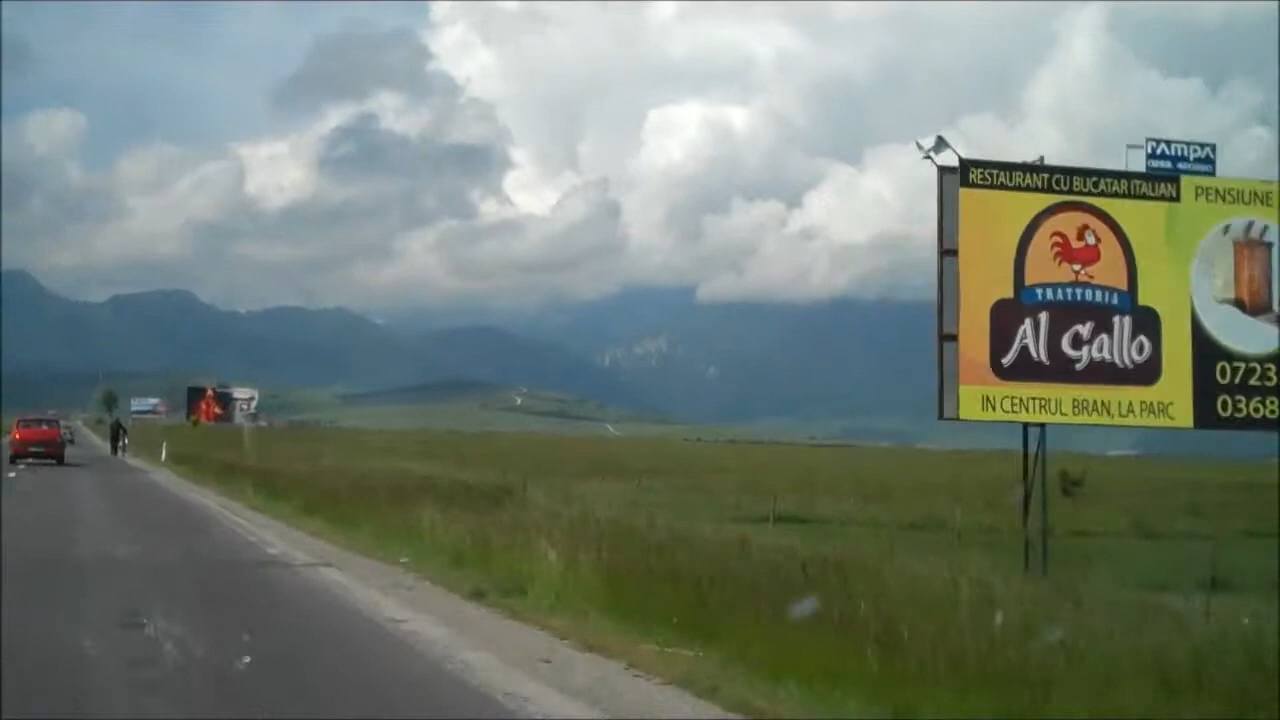 rampa
RESTAURANT CU BUCATAR ITALIAN
PENSIUNE
TRATTORIA
Al Gallo
0723
0368
IN CENTRUL BRAN, LA PARC